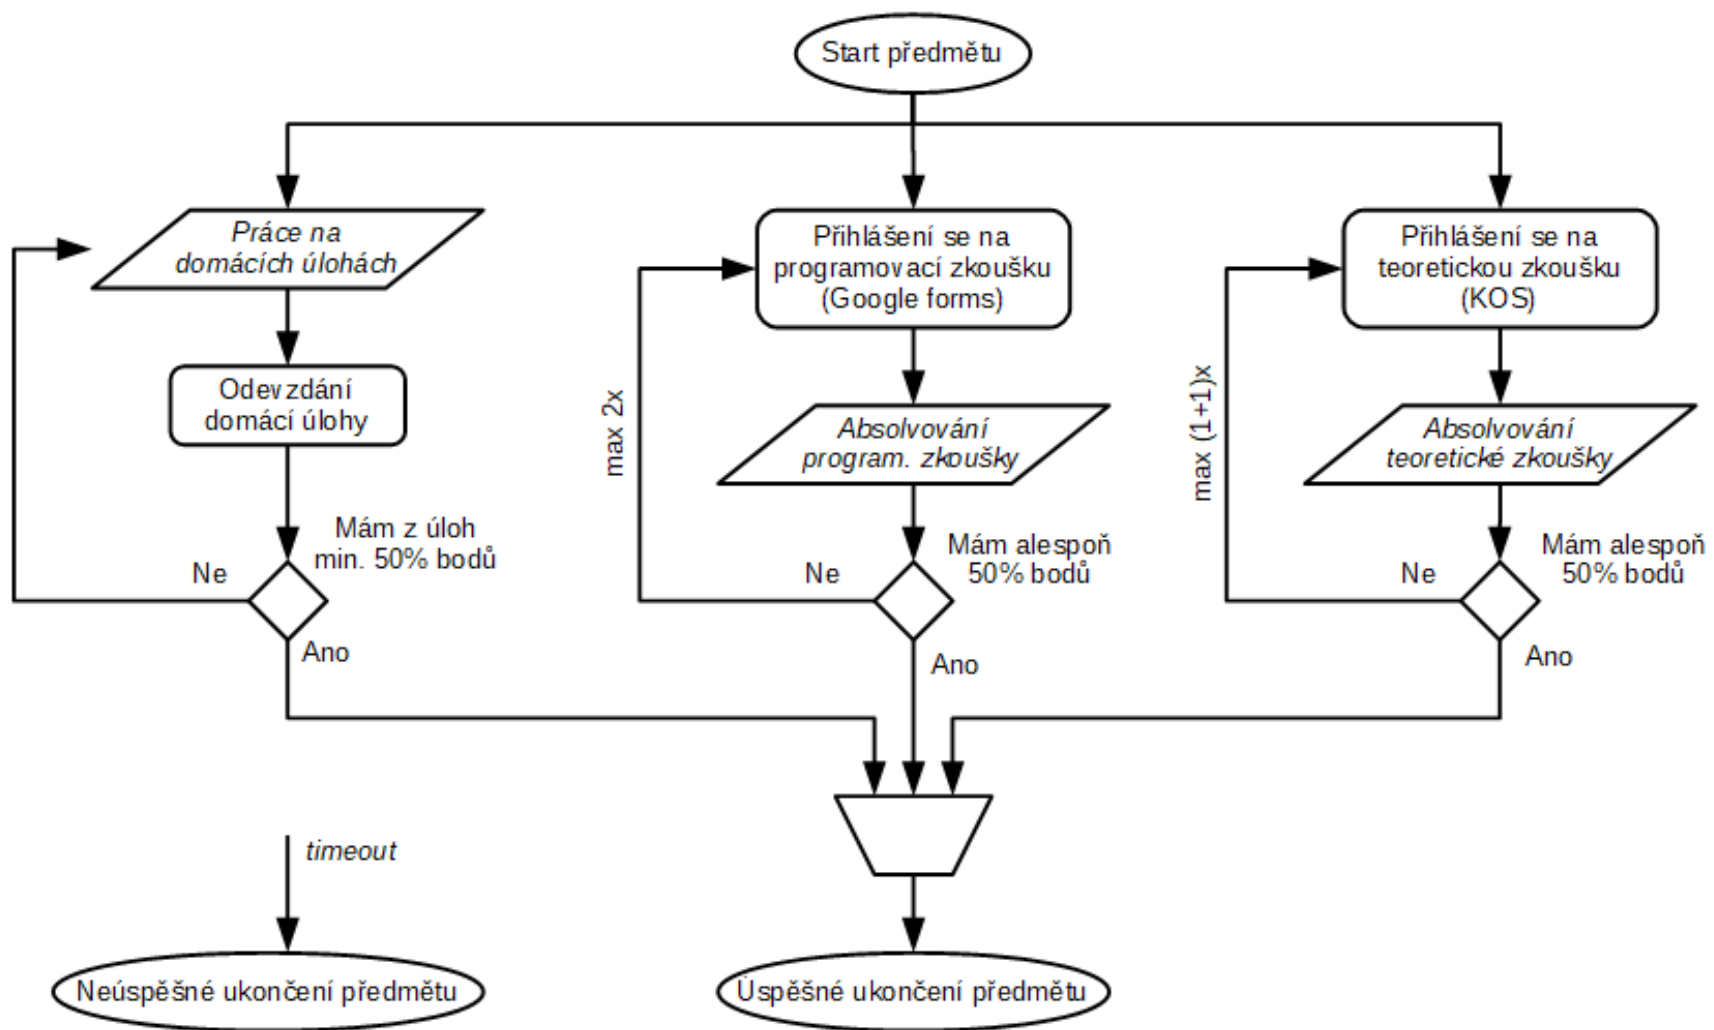 Start předmětu
Práce na
domácích úlohách
Odevzdání
domácí úlohy
Mám z úloh
min. 50% bodů
Ne
Ano
Přihlášení se na
programovací zkoušku
(Google forms)
max 2x
Absolvování
program. zkoušky
Mám alespoň
50% bodů
Ne
Ano
Přihlášení se na
teoretickou zkoušku
(KOS)
max (1+1)x
Absolvování
teoretické zkoušky
Mám alespoň
50% bodů
Ne
Ano
timeout
Neúspěšné ukončení předmětu
Úspěšné ukončení předmětu